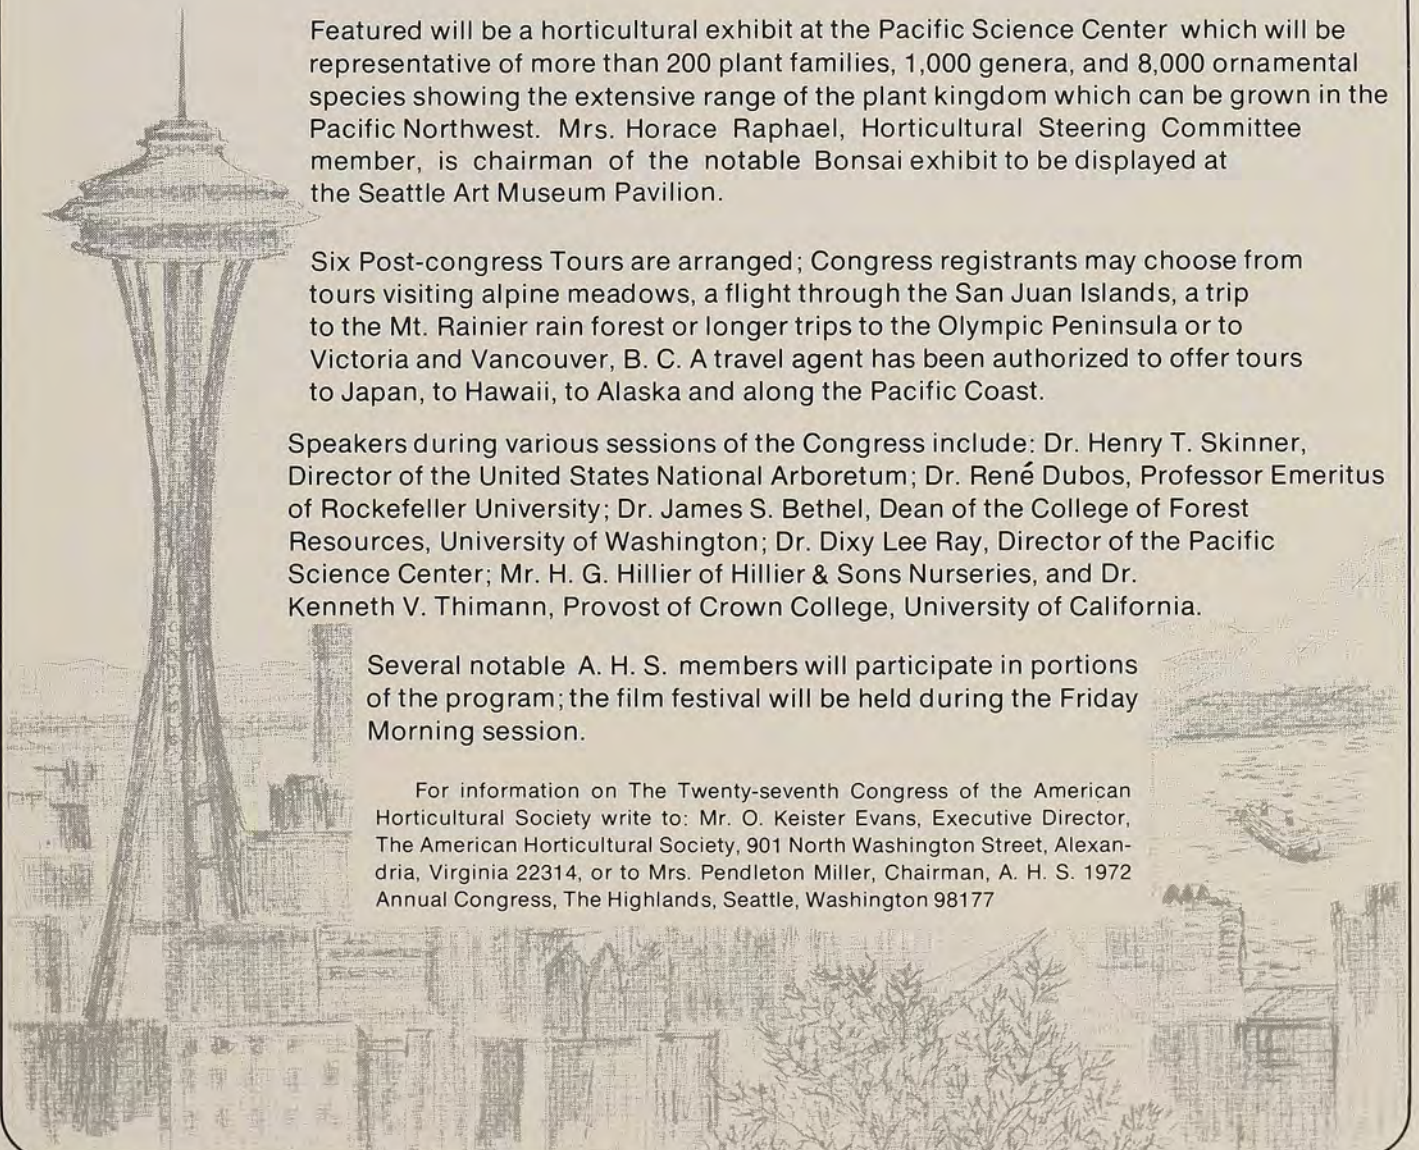 Featured will be a horticultural exhibit at the Pacific Science Center which will be
representative of more than 200 plant families, 1,000 genera, and 8,000 ornamental
species showing the extensive range of the plant kingdom which can be grown in the
Pacific Northwest. Mrs. Horace Raphael, Horticultural Steering Committee
member, is chairman of the notable Bonsai exhibit to be displayed at
the Seattle Art Museum Pavilion.
Six Post-congress Tours are arranged; Congress registrants may choose from
tours visiting alpine meadows, a flight through the San Juan Islands, a trip
to the Mt. Rainier rain forest or longer trips to the Olympic Peninsula or to
Victoria and Vancouver, B. C. A travel agent has been authorized to offer tours
to Japan, to Hawaii, to Alaska and along the Pacific Coast.
Speakers during various sessions of the Congress include: Dr. Henry T. Skinner,
Director of the United States National Arboretum; Dr. René Dubos, Professor Emeritus
of Rockefeller University; Dr. James S. Bethel, Dean of the College of Forest
Resources, University of Washington; Dr. Dixy Lee Ray, Director of the Pacific
Science Center; Mr. H. G. Hillier of Hillier & Sons Nurseries, and Dr.
Kenneth V. Thimann, Provost of Crown College, University of California.
Several notable A. H. S. members will participate in portions
of the program; the film festival will be held during the Friday
Morning session.
For information on The Twenty-seventh Congress of the American
Horticultural Society write to: Mr. O. Keister Evans, Executive Director,
The American Horticultural Society, 901 North Washington Street, Alexan-
dria, Virginia 22314, or to Mrs. Pendleton Miller, Chairman, A. H. S. 1972
Annual Congress, The Highlands, Seattle, Washington 98177